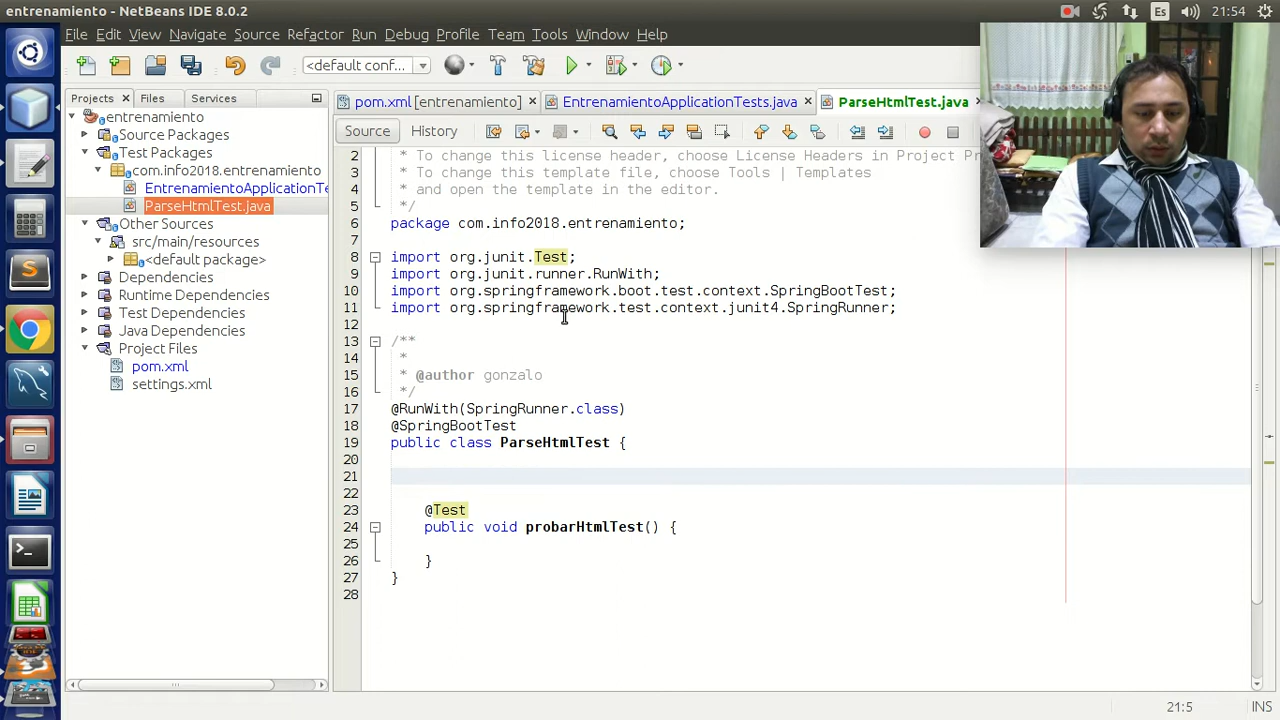 entrenamiento - NetBeans IDE 8.0.2
Es
21:54
File Edit View Navigate Source Refactor Run Debug Profile Team Tools Window Help
<default conf...
Projects
Files
Services
pom.xml [entrenamiento]
EntrenamientoApplicationTests.java
ParseHtmlTest.java
Source
History
entrenamiento
Source Packages
Test Packages
com.info2018.entrenamiento
EntrenamientoApplicationTe
ParseHtmlTest.java
Other Sources
src/main/resources
<default package>
Dependencies
Runtime Dependencies
Test Dependencies
Java Dependencies
Project Files
pom.xml
settings.xml
2 * To change this license header, choose License Headers in Project Pr
3 * To change this template file, choose Tools | Templates
4 * and open the template in the editor.
5 */
6 package com.info2018.entrenamiento;
7
8 import org.junit.Test;
9 import org.junit.runner.RunWith;
10 import org.springframework.boot.test.context.SpringBootTest;
11 import org.springframework.test.context.junit4.SpringRunner;
12
13 /**
14 *
15 * @author gonzalo
16 */
17 @RunWith(SpringRunner.class)
18 @SpringBootTest
19 public class ParseHtmlTest {
20
21
22
23 @Test
24 public void probarHtmlTest() {
25
26 }
27 }
28
21:5
INS